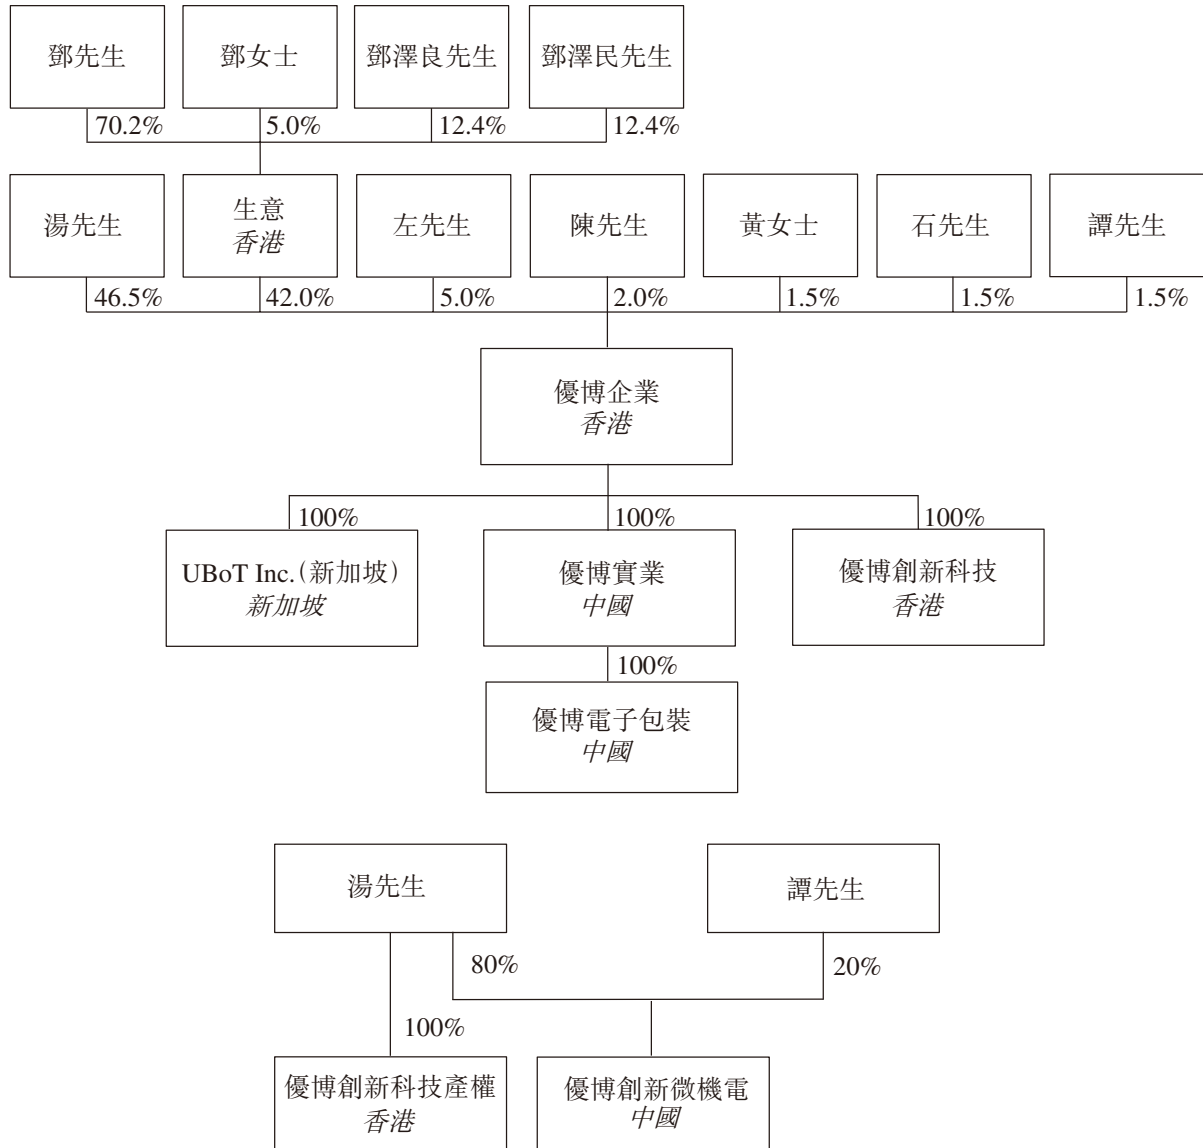 鄧先生
鄧女士
鄧澤良先生
鄧澤民先生
70.2%
5.0%
12.4%
12.4%
湯先生
生意
香港
左先生
陳先生
黃女士
石先生
譚先生
46.5%
42.0%
5.0%
2.0%
1.5%
1.5%
1.5%
優博企業
香港
100%
100%
100%
UBoT Inc.(新加坡)
新加坡
優博實業
中國
優博創新科技
香港
100%
優博電子包裝
中國
湯先生
譚先生
80%
20%
100%
優博創新科技產權
香港
優博創新微機電
中國